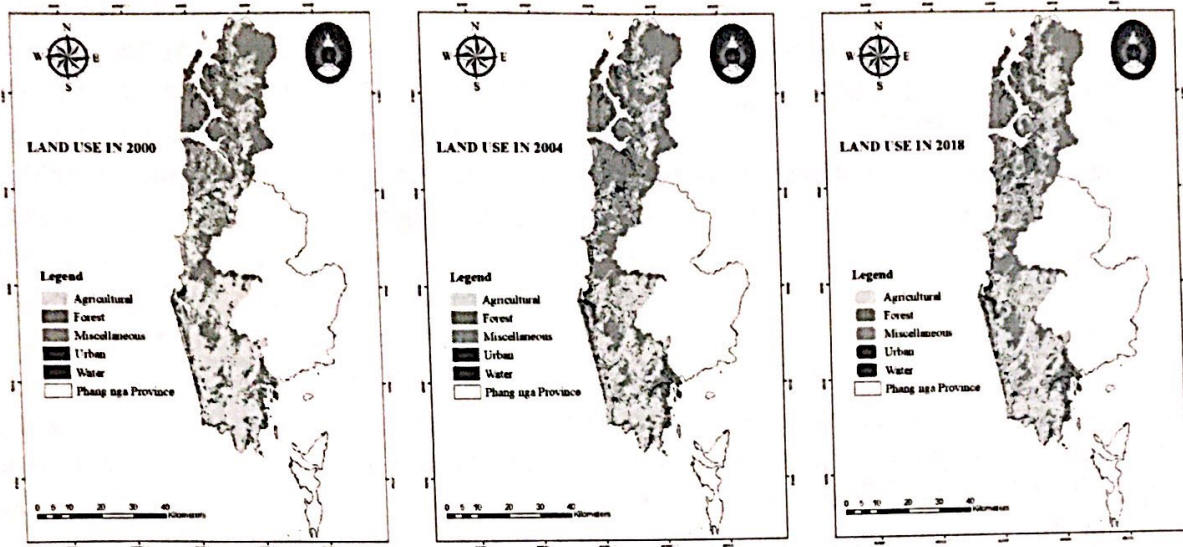 N
W E
S
LAND USE IN 2000
Legend
Agricultural
Forest
Miscellaneous
Urban
Water
Phang nga Province
0 5 10 20 30 40
Kilometers
N
W E
S
LAND USE IN 2004
Legend
Agricultural
Forest
Miscellaneous
Urban
Water
Phang nga Province
0 5 10 20 30 40
Kilometers
N
W E
S
LAND USE IN 2018
Legend
Agricultural
Forest
Miscellaneous
Urban
Water
Phang nga Province
0 5 10 20 30 40
Kilometers